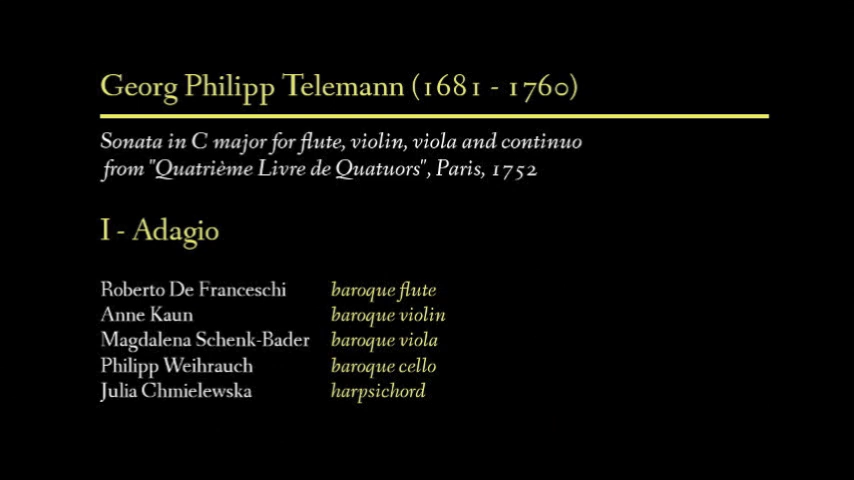 Georg Philipp Telemann (1681 - 1760)
Sonata in C major for flute, violin, viola and continuo
from "Quatrième Livre de Quatuors", Paris, 1752
I - Adagio
Roberto De Franceschi baroque flute
Anne Kaun baroque violin
Magdalena Schenk-Bader baroque viola
Philipp Weihrauch baroque cello
Julia Chmielewska harpsichord